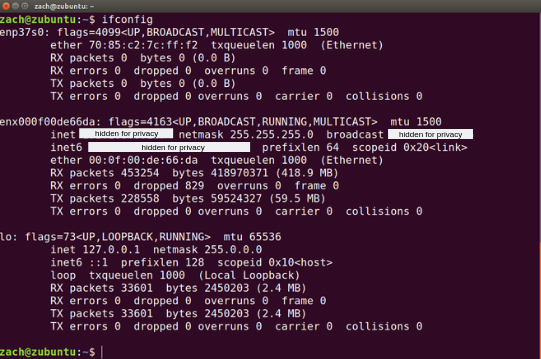 zach@zubuntu: ~
zach@zubuntu:~$ ifconfig
enp37s0: flags=4099<UP,BROADCAST,MULTICAST>  mtu 1500
ether 70:85:c2:7c:ff:f2  txqueuelen 1000  (Ethernet)
RX packets 0  bytes 0 (0.0 B)
RX errors 0  dropped 0  overruns 0  frame 0
TX packets 0  bytes 0 (0.0 B)
TX errors 0  dropped 0 overruns 0  carrier 0  collisions 0
enx000f00de66da: flags=4163<UP,BROADCAST,RUNNING,MULTICAST>  mtu 1500
inet hidden for privacy netmask 255.255.255.0  broadcast hidden for privacy
inet6 hidden for privacy prefixlen 64  scopeid 0x20<link>
ether 00:0f:00:de:66:da  txqueuelen 1000  (Ethernet)
RX packets 453254  bytes 418970371 (418.9 MB)
RX errors 0  dropped 829  overruns 0  frame 0
TX packets 228558  bytes 59524327 (59.5 MB)
TX errors 0  dropped 0 overruns 0  carrier 0  collisions 0
lo: flags=73<UP,LOOPBACK,RUNNING>  mtu 65536
inet 127.0.0.1  netmask 255.0.0.0
inet6 ::1  prefixlen 128  scopeid 0x10<host>
loop  txqueuelen 1000  (Local Loopback)
RX packets 33601  bytes 2450203 (2.4 MB)
RX errors 0  dropped 0  overruns 0  frame 0
TX packets 33601  bytes 2450203 (2.4 MB)
TX errors 0  dropped 0 overruns 0  carrier 0  collisions 0
zach@zubuntu:~$